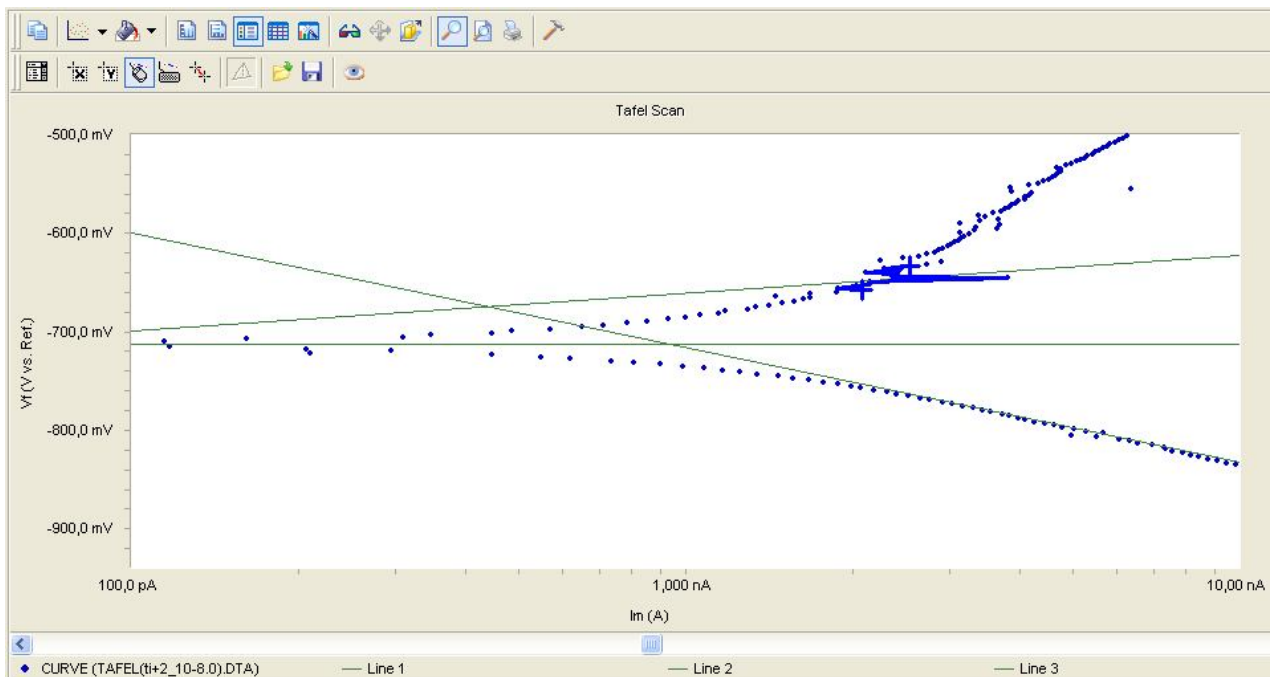 Tafel Scan
-500,0 mV
-600,0 mV
-700,0 mV
-800,0 mV
-900,0 mV
Vf (V vs. Ref.)
100,0 pA 1,000 nA 10,00 nA
Im (A)
CURVE (TAFEL(ti+2_10-8.0).DTA) Line 1 Line 2 Line 3